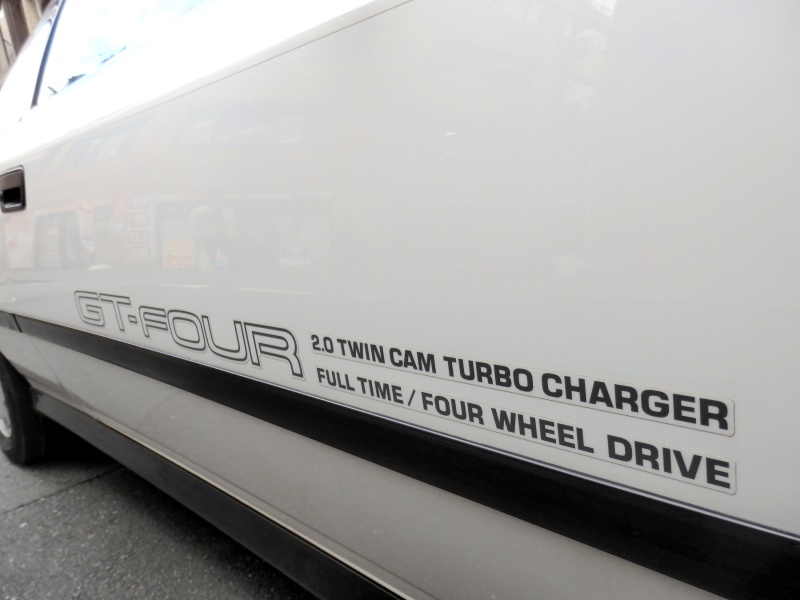 GT-FOUR
2.0 TWIN CAM TURBO CHARGER
FULL TIME / FOUR WHEEL DRIVE